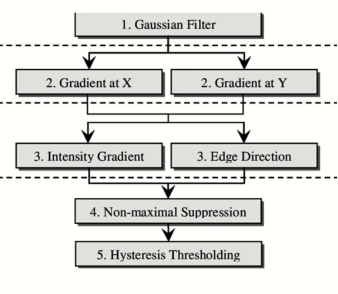 1. Gaussian Filter
2. Gradient at X
2. Gradient at Y
3. Intensity Gradient
3. Edge Direction
4. Non-maximal Suppression
5. Hysteresis Thresholding